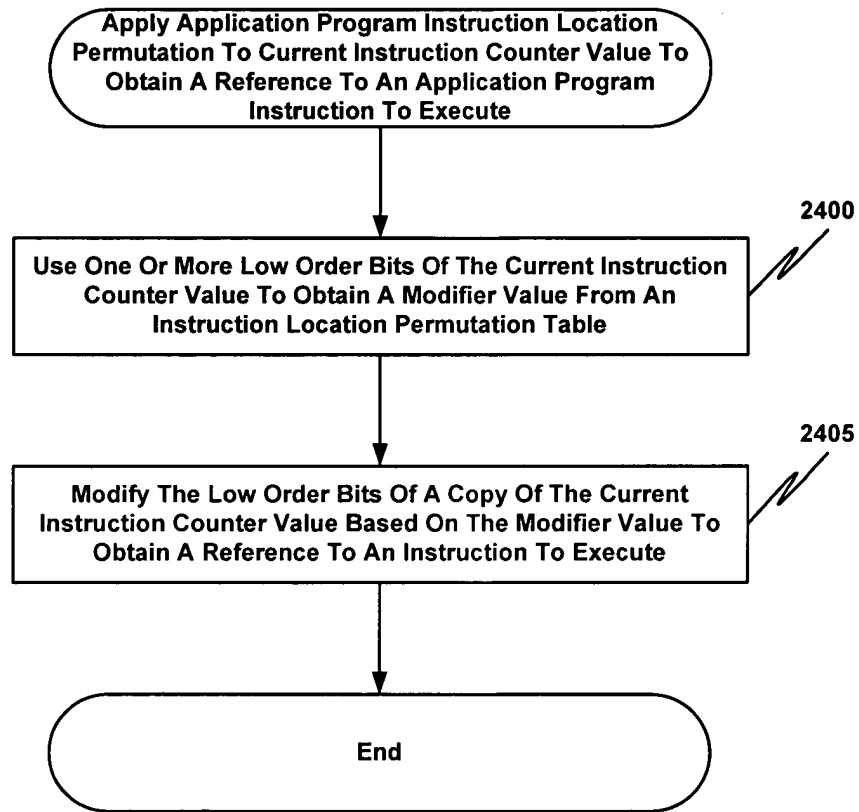 Apply Application Program Instruction Location
Permutation To Current Instruction Counter Value To
Obtain A Reference To An Application Program
Instruction To Execute
2400
Use One Or More Low Order Bits Of The Current Instruction
Counter Value To Obtain A Modifier Value From An
Instruction Location Permutation Table
2405
Modify The Low Order Bits Of A Copy Of The Current
Instruction Counter Value Based On The Modifier Value To
Obtain A Reference To An Instruction To Execute
End